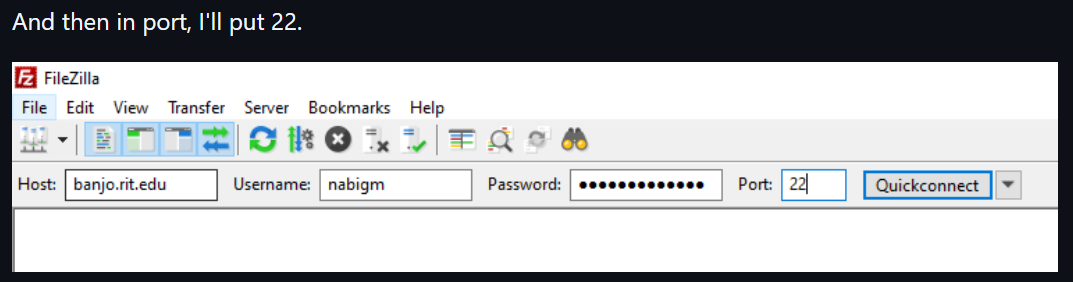 And then in port, I'll put 22.
FileZilla
File Edit View Transfer Server Bookmarks Help
Host: banjo.rit.edu Username: nabigm Password: ●●●●●●●●●●●●● Port: 22 Quickconnect